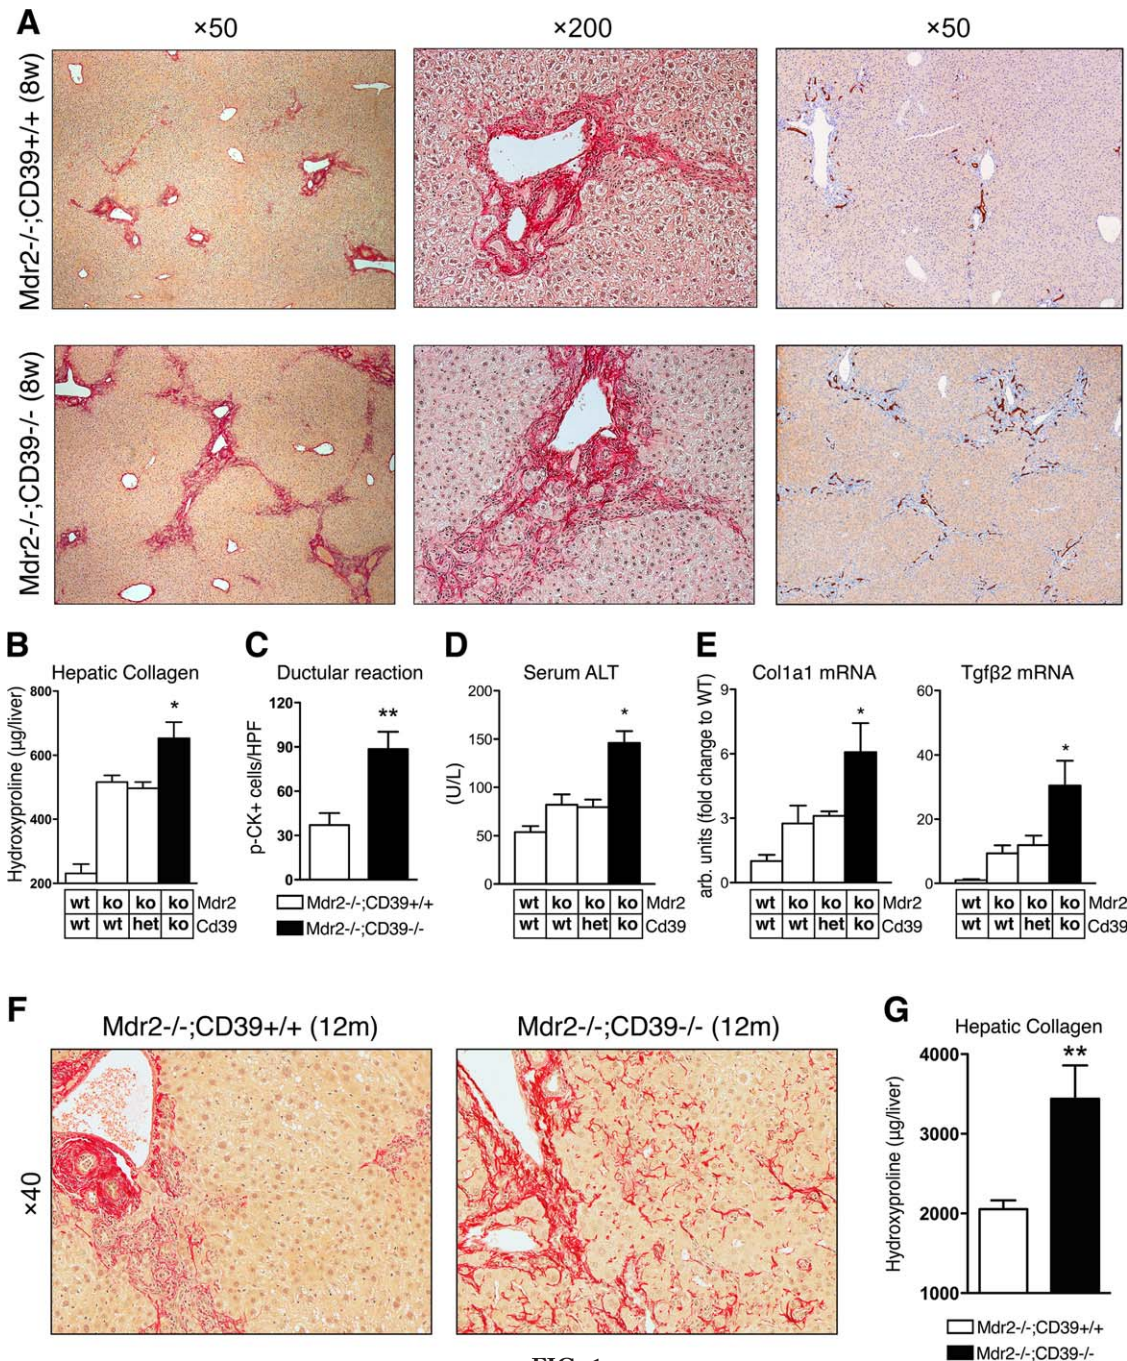 A
×50
×200
×50
Mdr2-/-;CD39+/+ (8w)
Mdr2-/-;CD39-/- (8w)
B
Hepatic Collagen
Hydroxyproline (µg/liver)
800
600
400
200
wt ko ko ko Mdr2
wt wt het ko Cd39
C
Ductular reaction
p-CK+ cells/HPF
120
90
60
30
0
**
Mdr2-/-;CD39+/+
Mdr2-/-;CD39-/-
D
Serum ALT
(U/L)
200
150
100
50
0
*
wt ko ko ko Mdr2
wt wt het ko Cd39
E
Col1a1 mRNA
arb. units (fold change to WT)
9
6
3
0
*
wt ko ko ko
wt wt het ko
Tgfβ2 mRNA
60
40
20
0
*
wt ko ko ko Mdr2
wt wt het ko Cd39
F
Mdr2-/-;CD39+/+ (12m)
Mdr2-/-;CD39-/- (12m)
×40
G
Hepatic Collagen
Hydroxyproline (µg/liver)
4000
3000
2000
1000
**
Mdr2-/-;CD39+/+
Mdr2-/-;CD39-/-